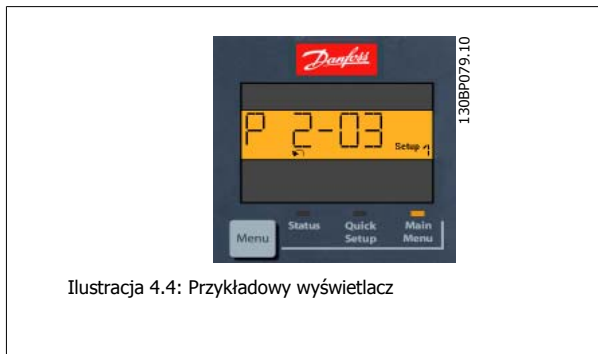 Danfoss
130BP079.10
P 2-03
Setup 1
Menu
Status
Quick Setup
Main Menu
Ilustracja 4.4: Przykładowy wyświetlacz